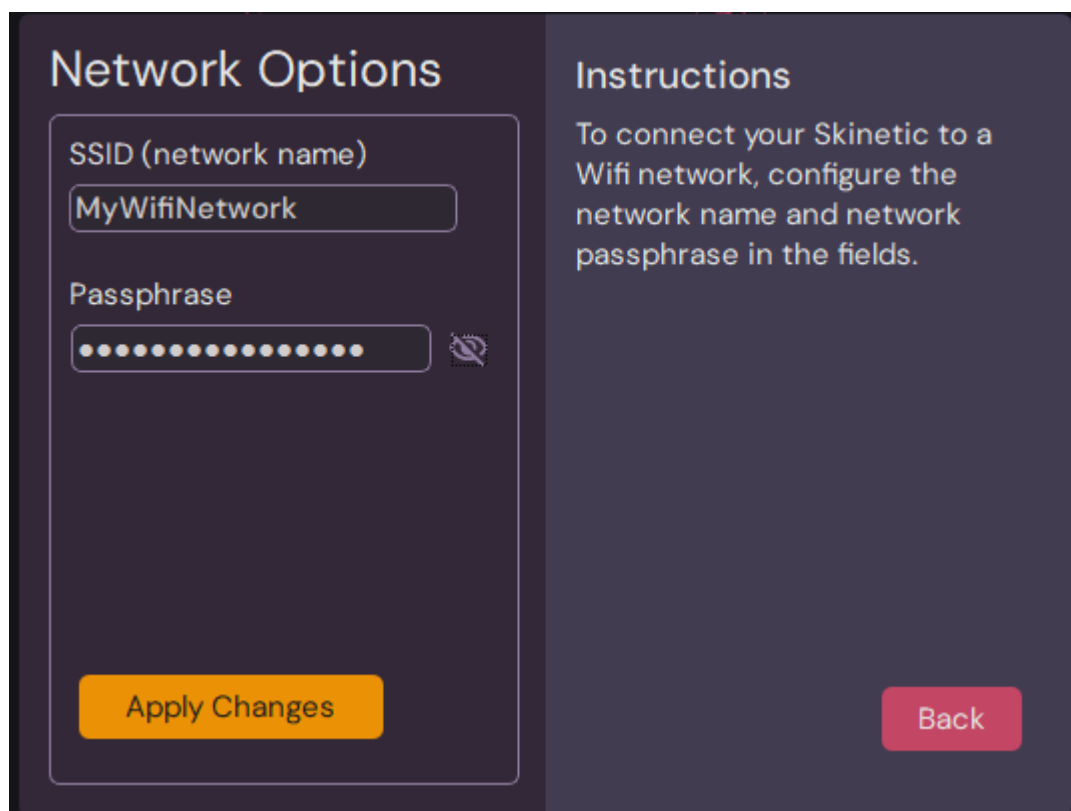 Network Options
SSID (network name)
MyWifiNetwork
Passphrase
●●●●●●●●●●●●●●●●
Apply Changes
Instructions
To connect your Skinetic to a
Wifi network, configure the
network name and network
passphrase in the fields.
Back